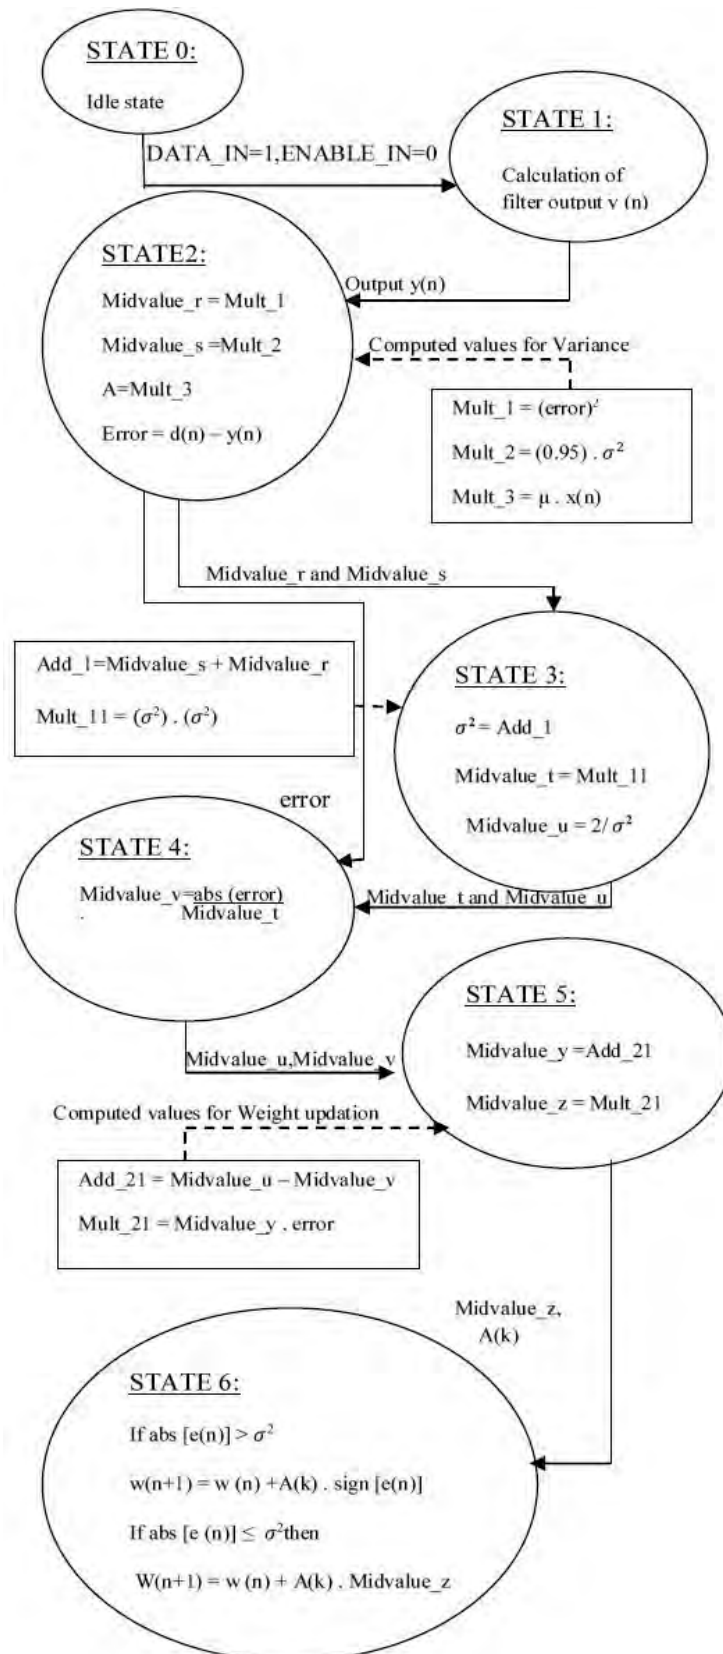 STATE 0:
Idle state
DATA_IN=1,ENABLE_IN=0
STATE 1:
Calculation of
filter output y (n)
STATE2:
Midvalue_r = Mult_1
Midvalue_s =Mult_2
A=Mult_3
Error = d(n) – y(n)
Output y(n)
Computed values for Variance
Mult_1 = (error)²
Mult_2 = (0.95) . σ²
Mult_3 = μ . x(n)
Midvalue_r and Midvalue_s
Add_1=Midvalue_s + Midvalue_r
Mult_11 = (σ²) . (σ²)
STATE 3:
σ² = Add_1
Midvalue_t = Mult_11
Midvalue_u = 2/ σ²
error
STATE 4:
Midvalue_v=abs (error)
. Midvalue_t
Midvalue_t and Midvalue_u
STATE 5:
Midvalue_y =Add_21
Midvalue_z = Mult_21
Midvalue_u,Midvalue_v
Computed values for Weight updation
Add_21 = Midvalue_u – Midvalue_v
Mult_21 = Midvalue_y . error
Midvalue_z,
A(k)
STATE 6:
If abs [e(n)] > σ²
w(n+1) = w (n) +A(k) . sign [e(n)]
If abs [e (n)] ≤ σ²then
W(n+1) = w (n) + A(k) . Midvalue_z